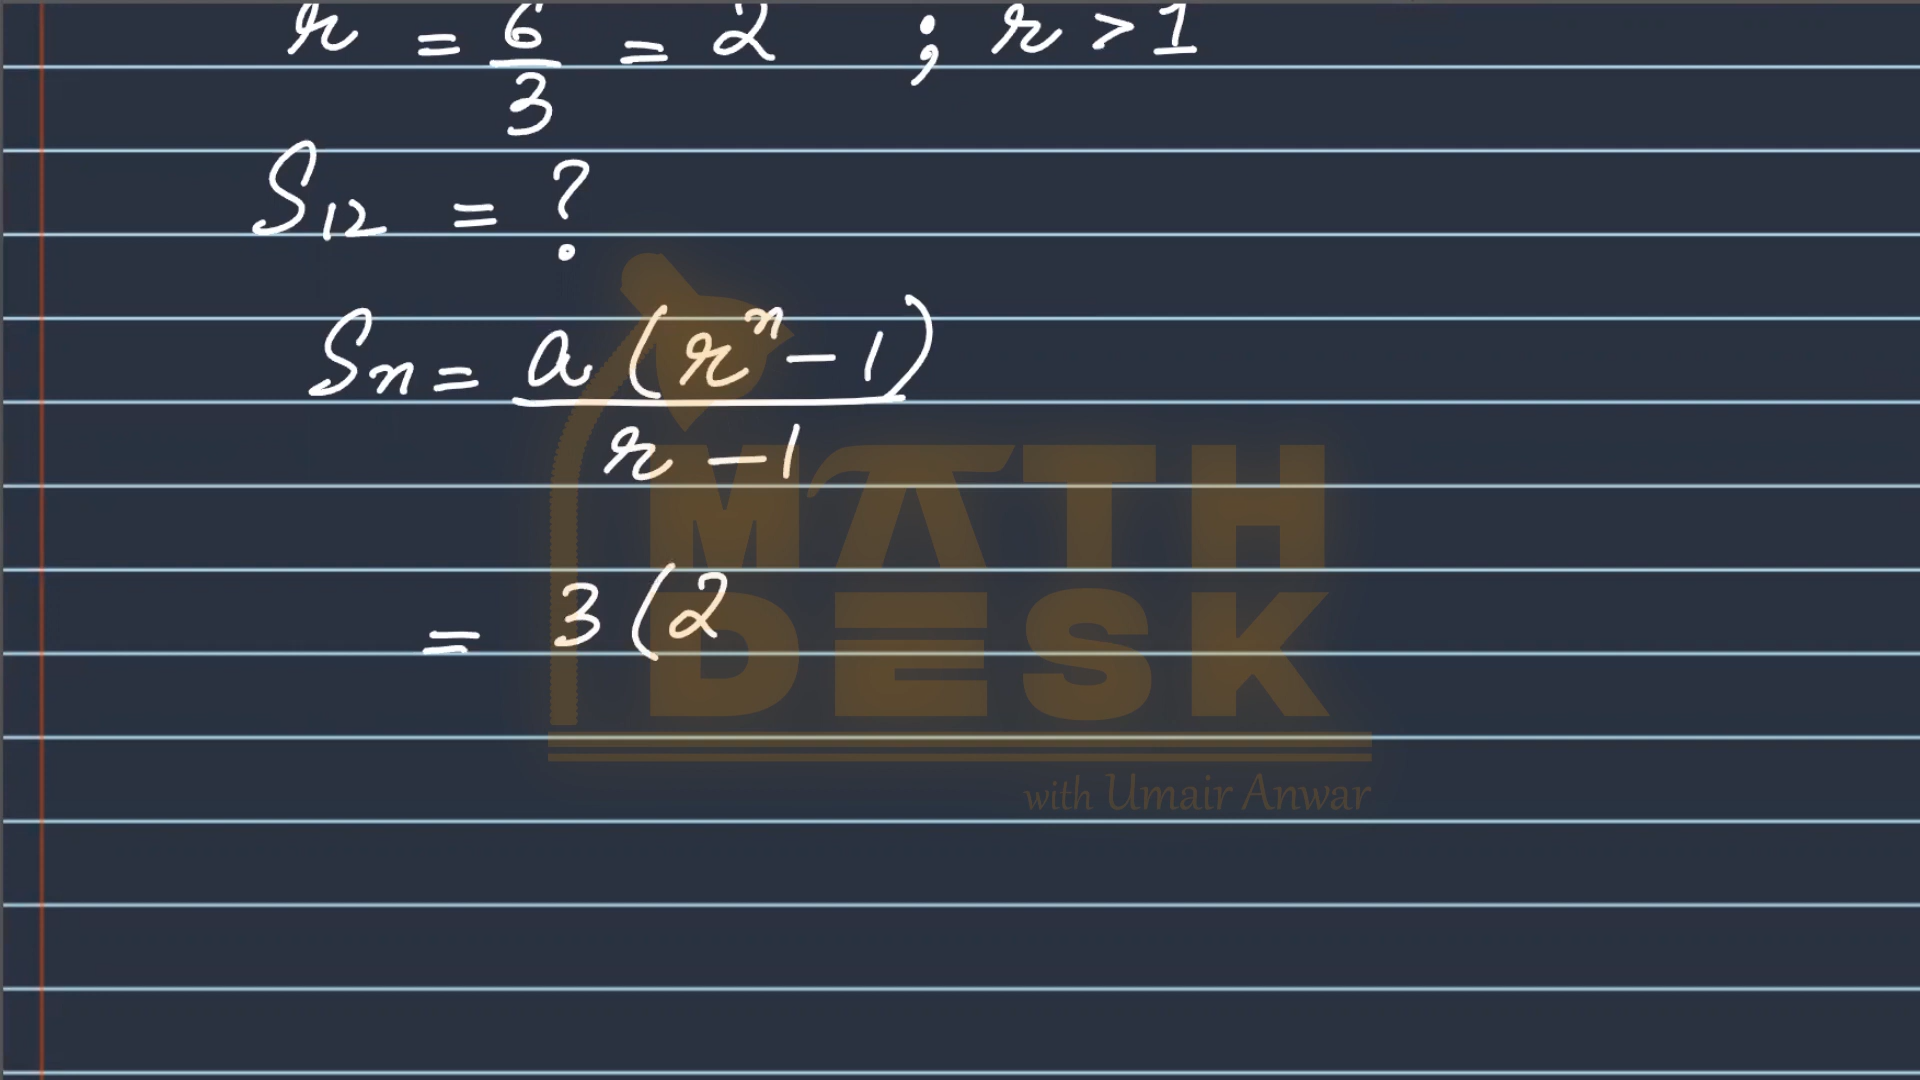 r = 6/3 = 2 ; r > 1
S₁₂ = ?
Sₙ = a (rⁿ - 1)
r - 1
= 3 (2
MATH
DESK
with Umair Anwar